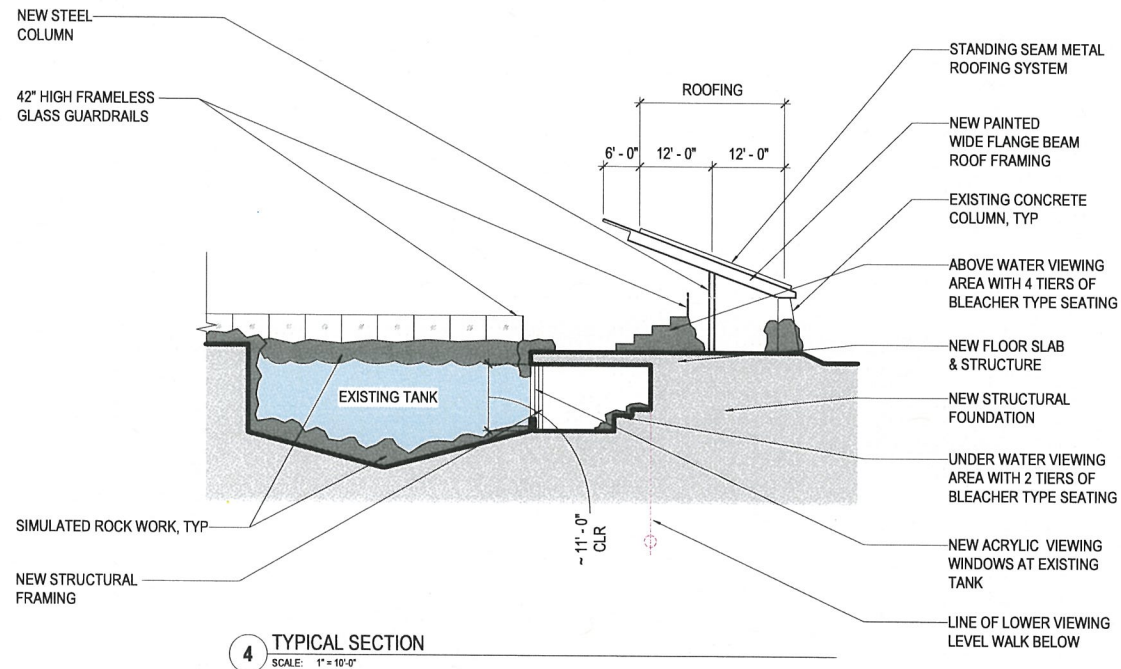 NEW STEEL
COLUMN
42" HIGH FRAMELESS
GLASS GUARDRAILS
SIMULATED ROCK WORK, TYP
NEW STRUCTURAL
FRAMING
ROOFING
6' - 0" 12' - 0" 12' - 0"
EXISTING TANK
~ 11' - 0"
CLR
STANDING SEAM METAL
ROOFING SYSTEM
NEW PAINTED
WIDE FLANGE BEAM
ROOF FRAMING
EXISTING CONCRETE
COLUMN, TYP
ABOVE WATER VIEWING
AREA WITH 4 TIERS OF
BLEACHER TYPE SEATING
NEW FLOOR SLAB
& STRUCTURE
NEW STRUCTURAL
FOUNDATION
UNDER WATER VIEWING
AREA WITH 2 TIERS OF
BLEACHER TYPE SEATING
NEW ACRYLIC VIEWING
WINDOWS AT EXISTING
TANK
LINE OF LOWER VIEWING
LEVEL WALK BELOW
4 TYPICAL SECTION
SCALE: 1" = 10'-0"